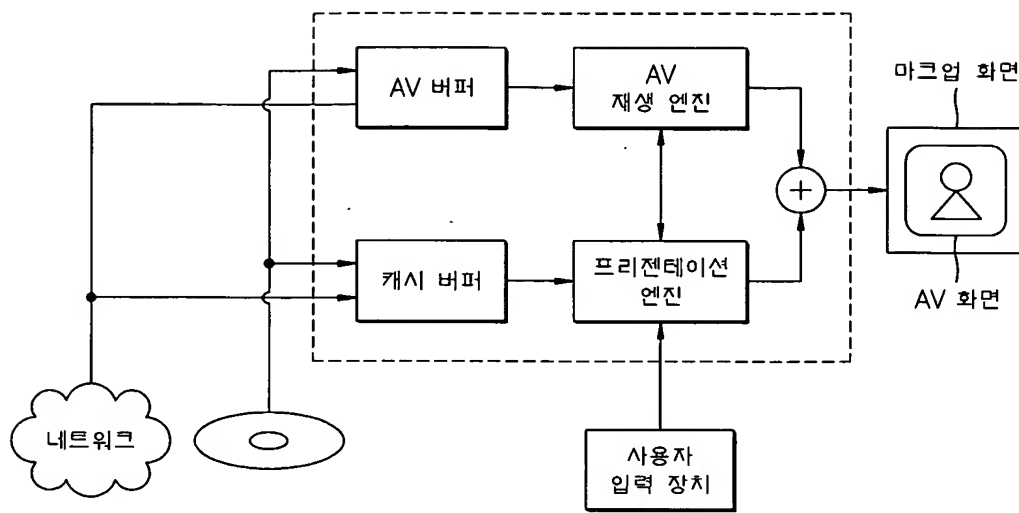 AV 버퍼
AV
재생 엔진
마크업 화면
캐시 버퍼
프리젠테이션
엔진
AV 화면
네트워크
사용자
입력 장치